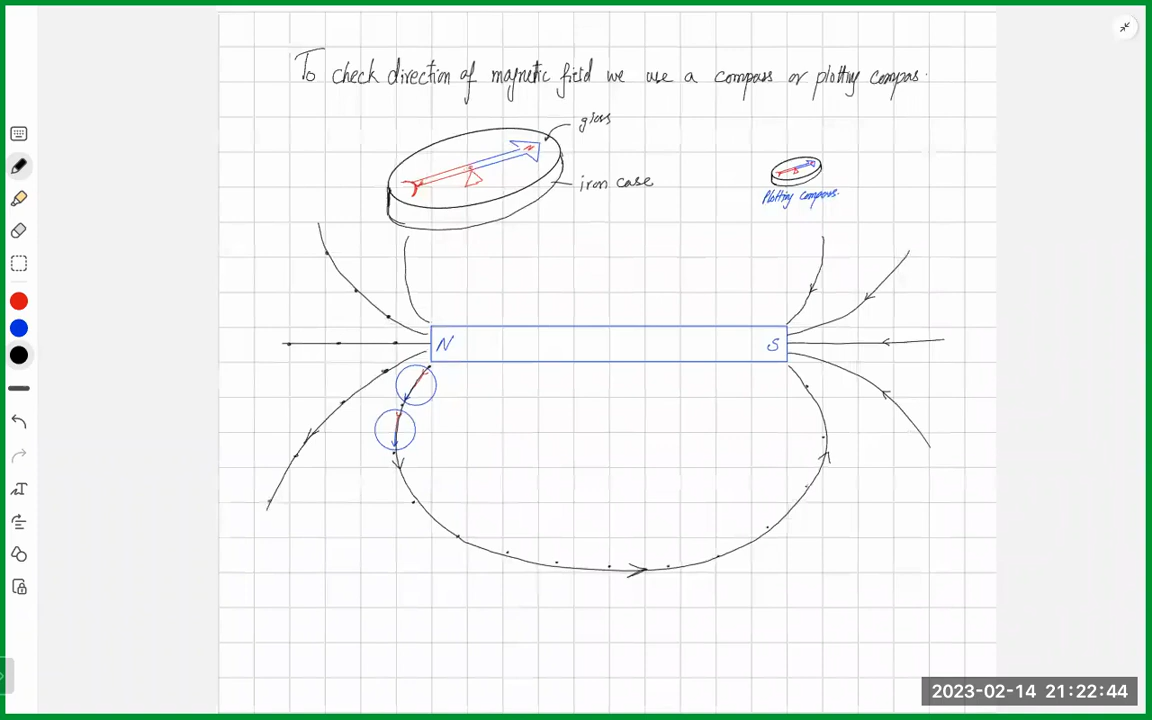 To check direction of magnetic field we use a compass or plotting compas.
glass
N
iron case
Plotting compass.
N
S
2023-02-14 21:22:44